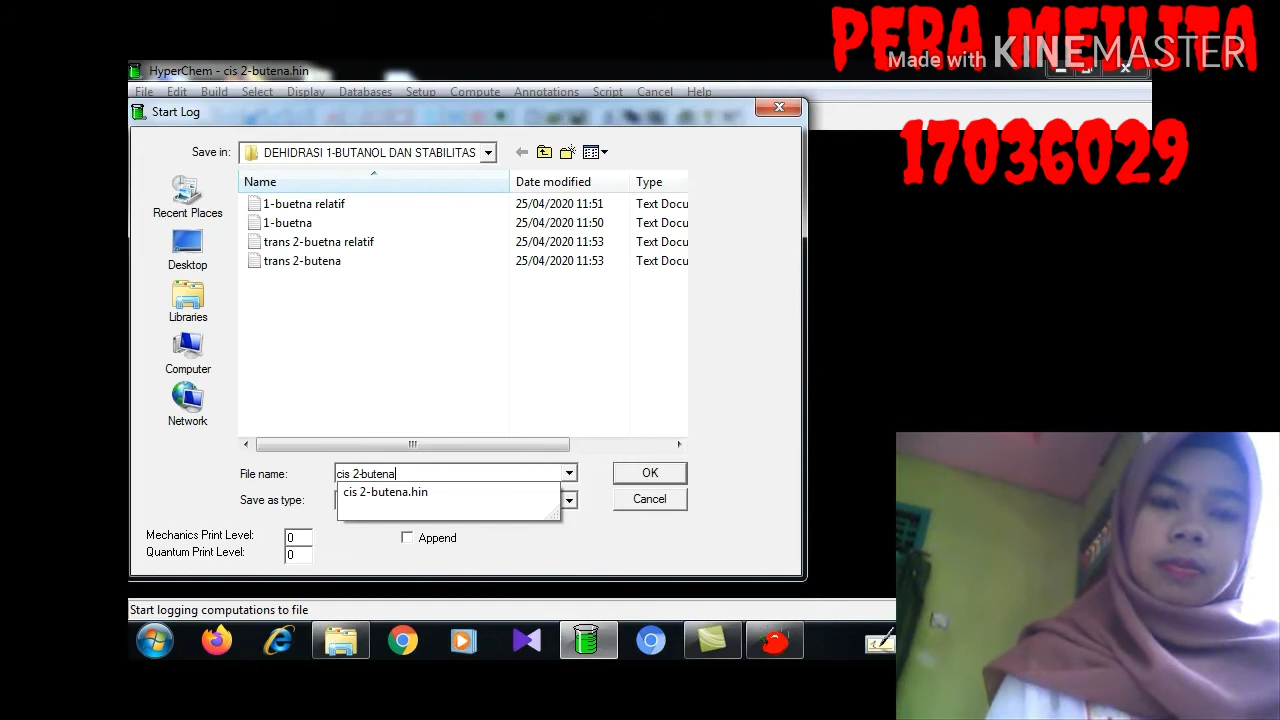 PERA MEILITA
Made with KINEMASTER
17036029
HyperChem - cis 2-butena.hin
File Edit Build Select Display Databases Setup Compute Annotations Script Cancel Help
Start Log
Save in: DEHIDRASI 1-BUTANOL DAN STABILITAS
Name Date modified Type
1-buetna relatif 25/04/2020 11:51 Text Docu
1-buetna 25/04/2020 11:50 Text Docu
trans 2-buetna relatif 25/04/2020 11:53 Text Docu
trans 2-butena 25/04/2020 11:53 Text Docu
Recent Places
Desktop
Libraries
Computer
Network
File name: cis 2-butena OK
cis 2-butena.hin
Save as type: Cancel
Mechanics Print Level: 0
Quantum Print Level: 0
Append
Start logging computations to file